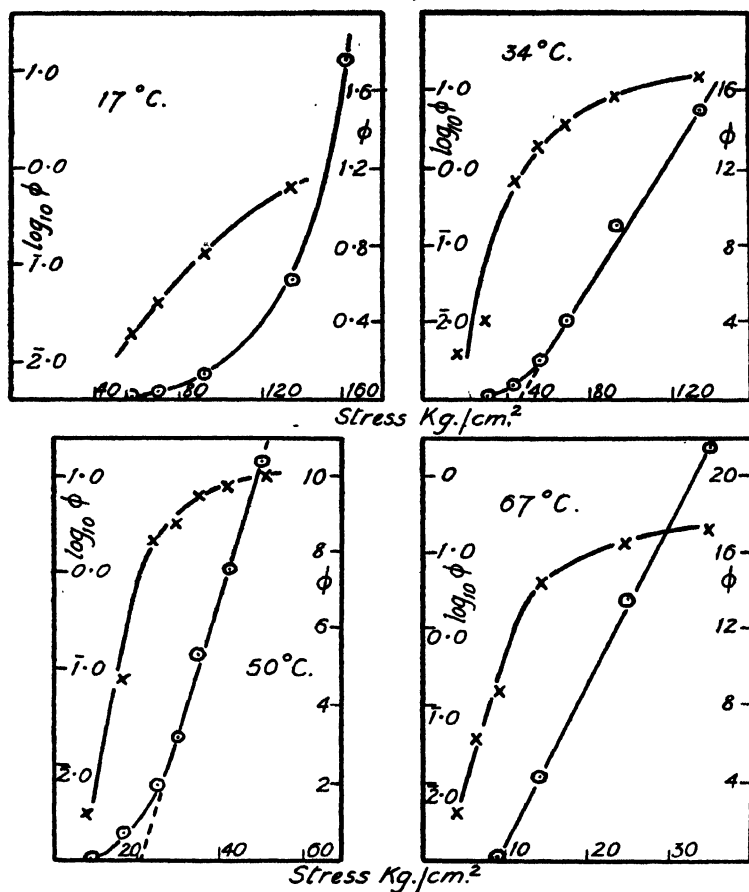 17°C.
1.0
0.0
1̄.0
2̄.0
log₁₀ φ
1.6
φ
1.2
0.8
0.4
40 80 120 160
34°C.
1.0
0.0
1̄.0
2̄.0
log₁₀ φ
16
φ
12
8
4
40 80 120
Stress Kg./cm.²
50°C.
1.0
0.0
1̄.0
2̄.0
log₁₀ φ
10
8
φ
6
4
2
20 40 60
67°C.
0
1.0
0.0
1̄.0
2̄.0
log₁₀ φ
20
16
φ
12
8
4
10 20 30
Stress Kg./cm.²